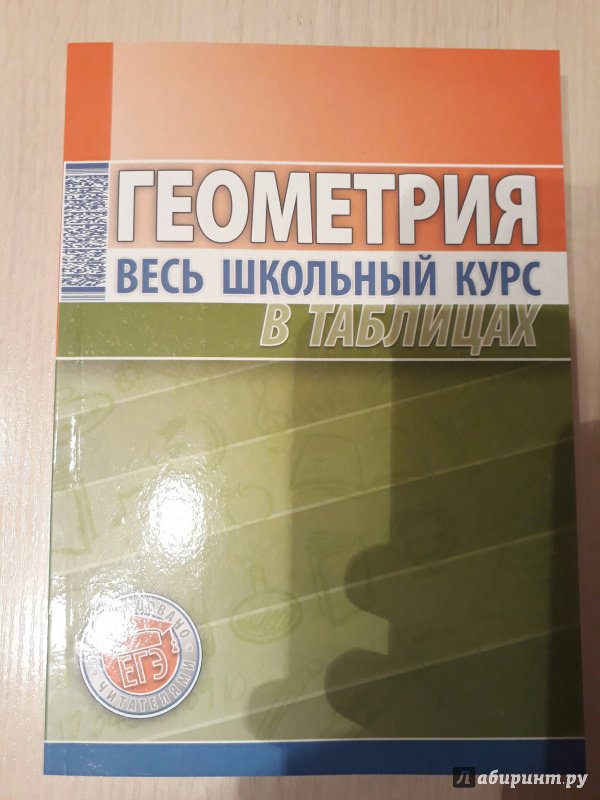 ГЕОМЕТРИЯ
ВЕСЬ ШКОЛЬНЫЙ КУРС
В ТАБЛИЦАХ
ЕГЭ
ЧИТАТЕЛЯМИ
Лабиринт.ру